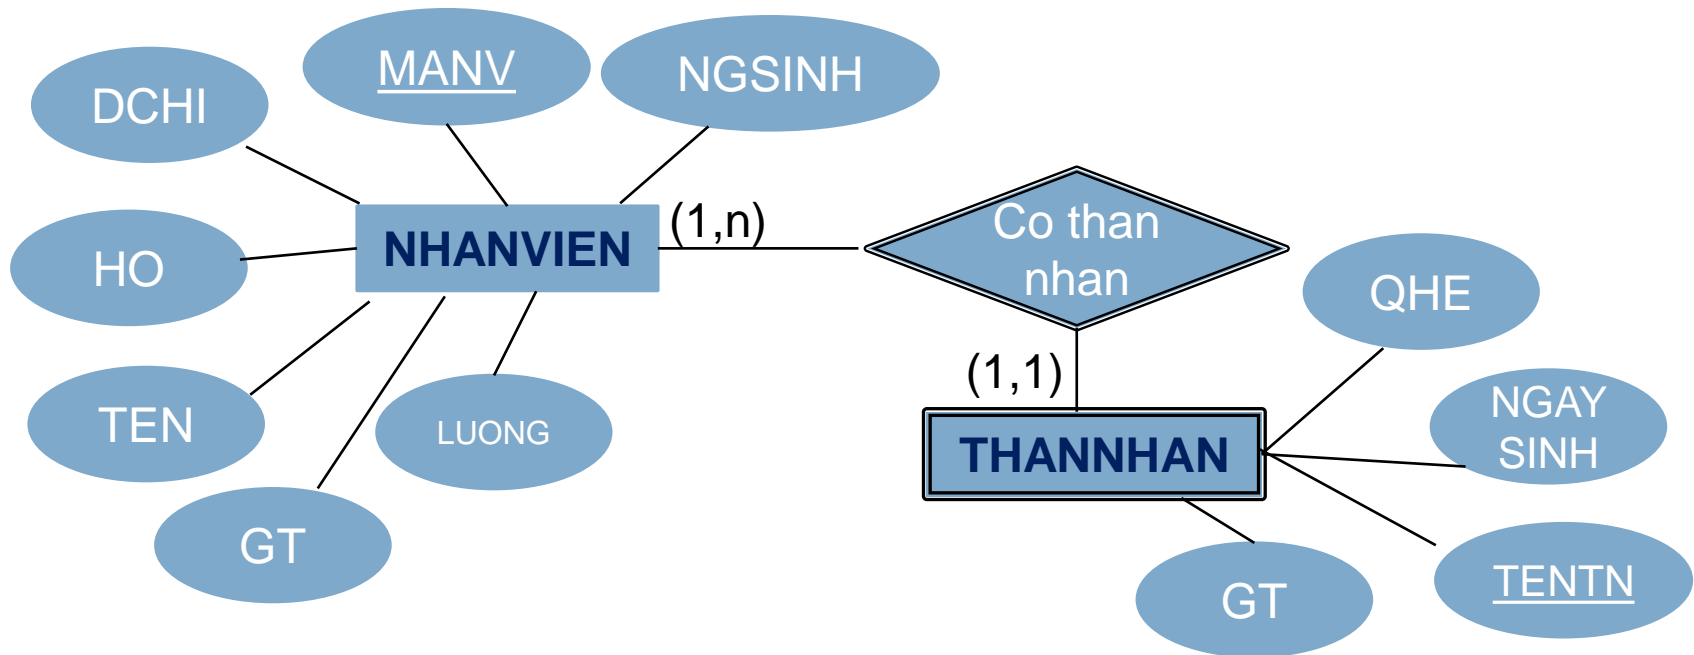 MANV
NGSINH
DCHI
NHANVIEN
(1,n)
Co than
nhan
HO
QHE
(1,1)
TEN
LUONG
THANNHAN
NGAY
SINH
GT
GT
TENTN